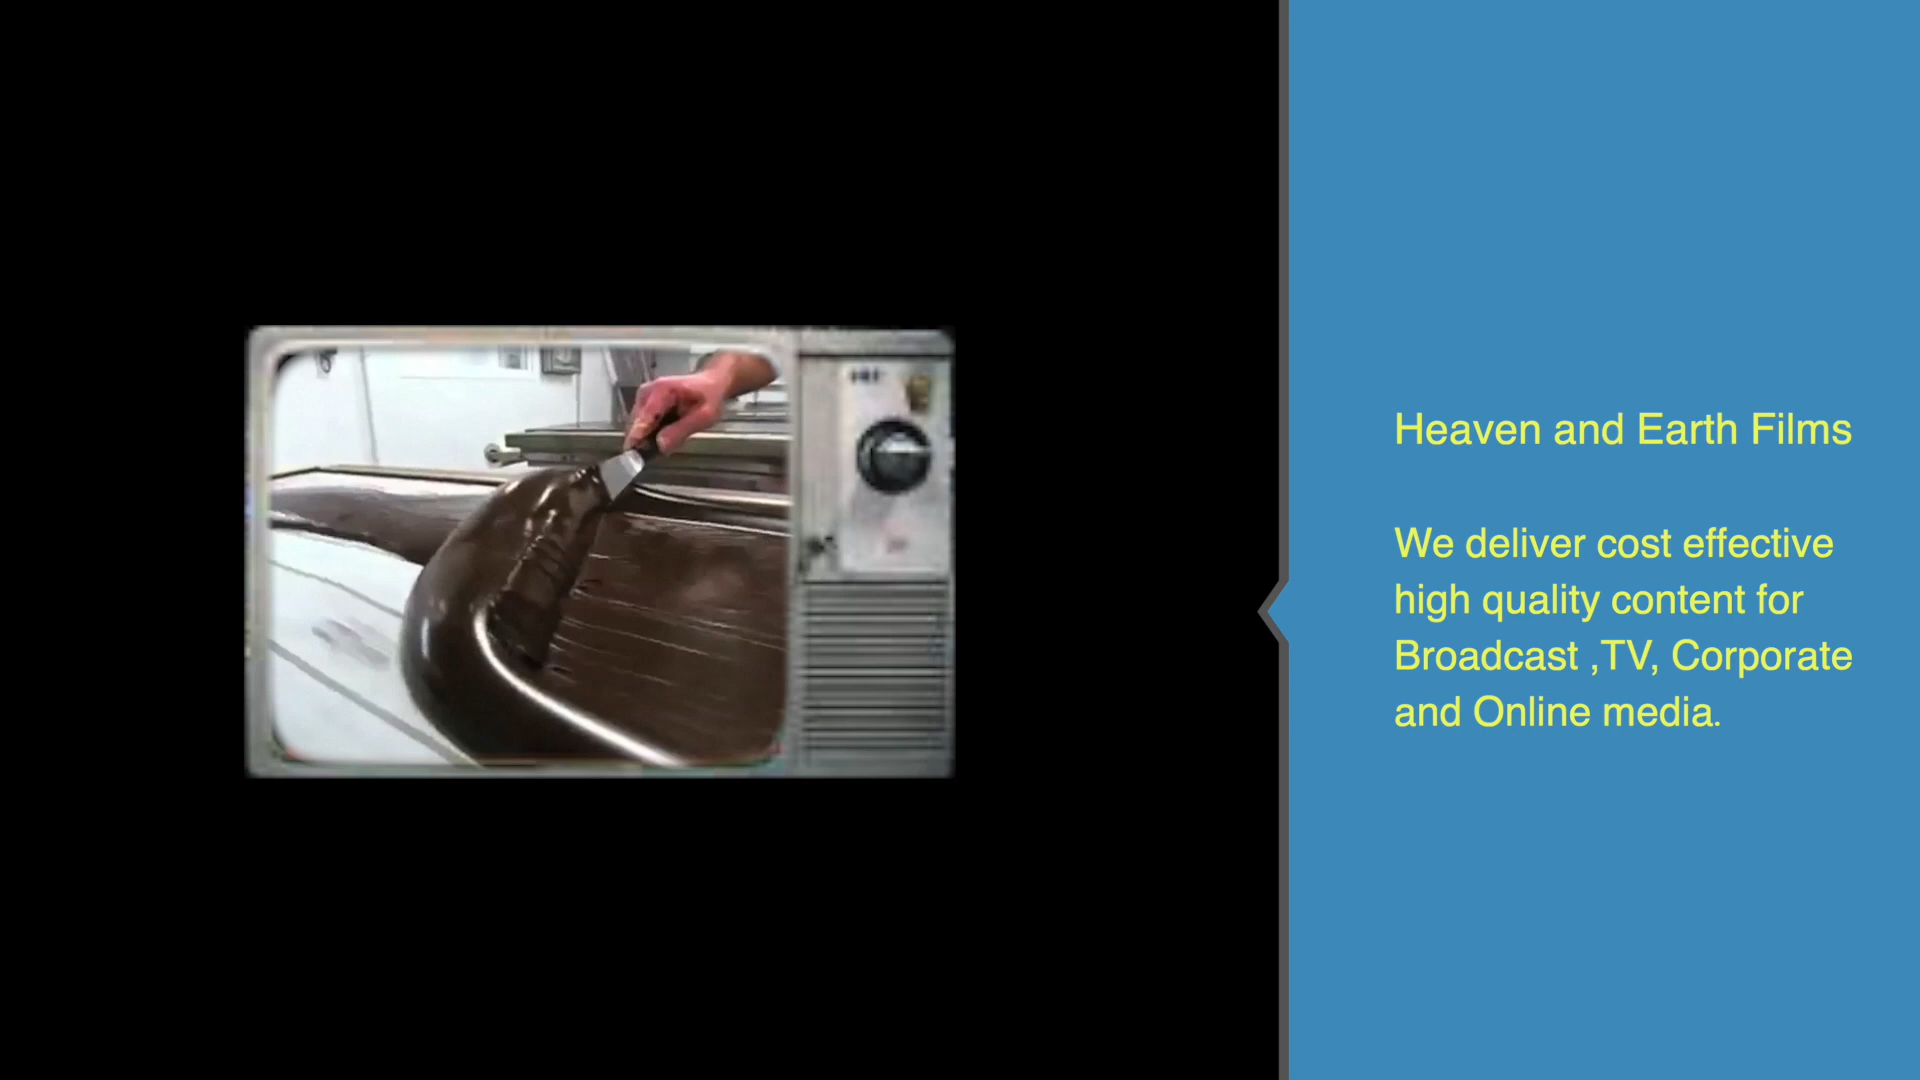 Heaven and Earth Films
We deliver cost effective
high quality content for
Broadcast ,TV, Corporate
and Online media.